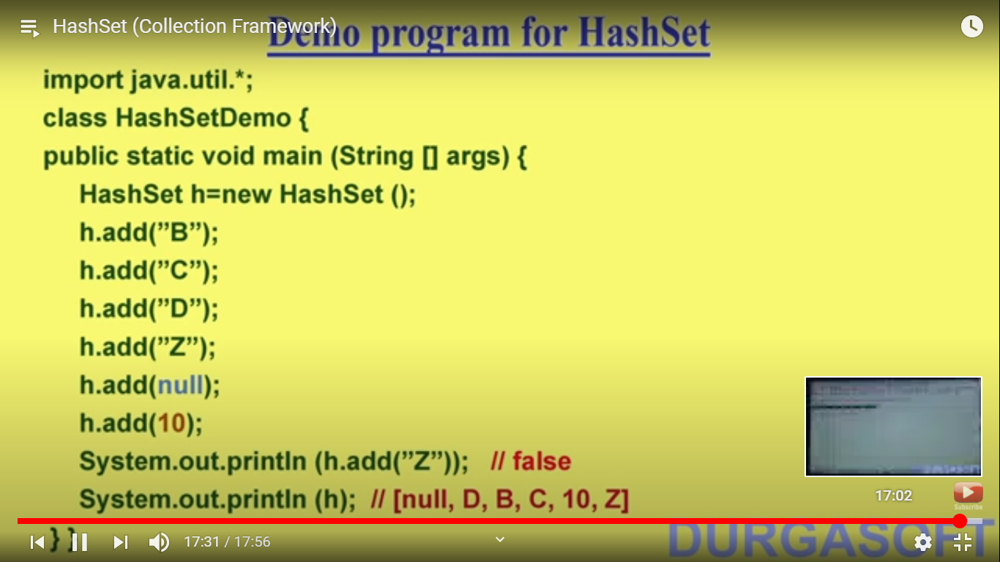 HashSet (Collection Framework)
Demo program for HashSet
import java.util.*;
class HashSetDemo {
public static void main (String [] args) {
HashSet h=new HashSet ();
h.add(”B”);
h.add(”C”);
h.add(”D”);
h.add(”Z”);
h.add(null);
h.add(10);
System.out.println (h.add(”Z”)); // false
System.out.println (h); // [null, D, B, C, 10, Z]
17:02
Subscribe
} }
17:31 / 17:56
DURGASOFT